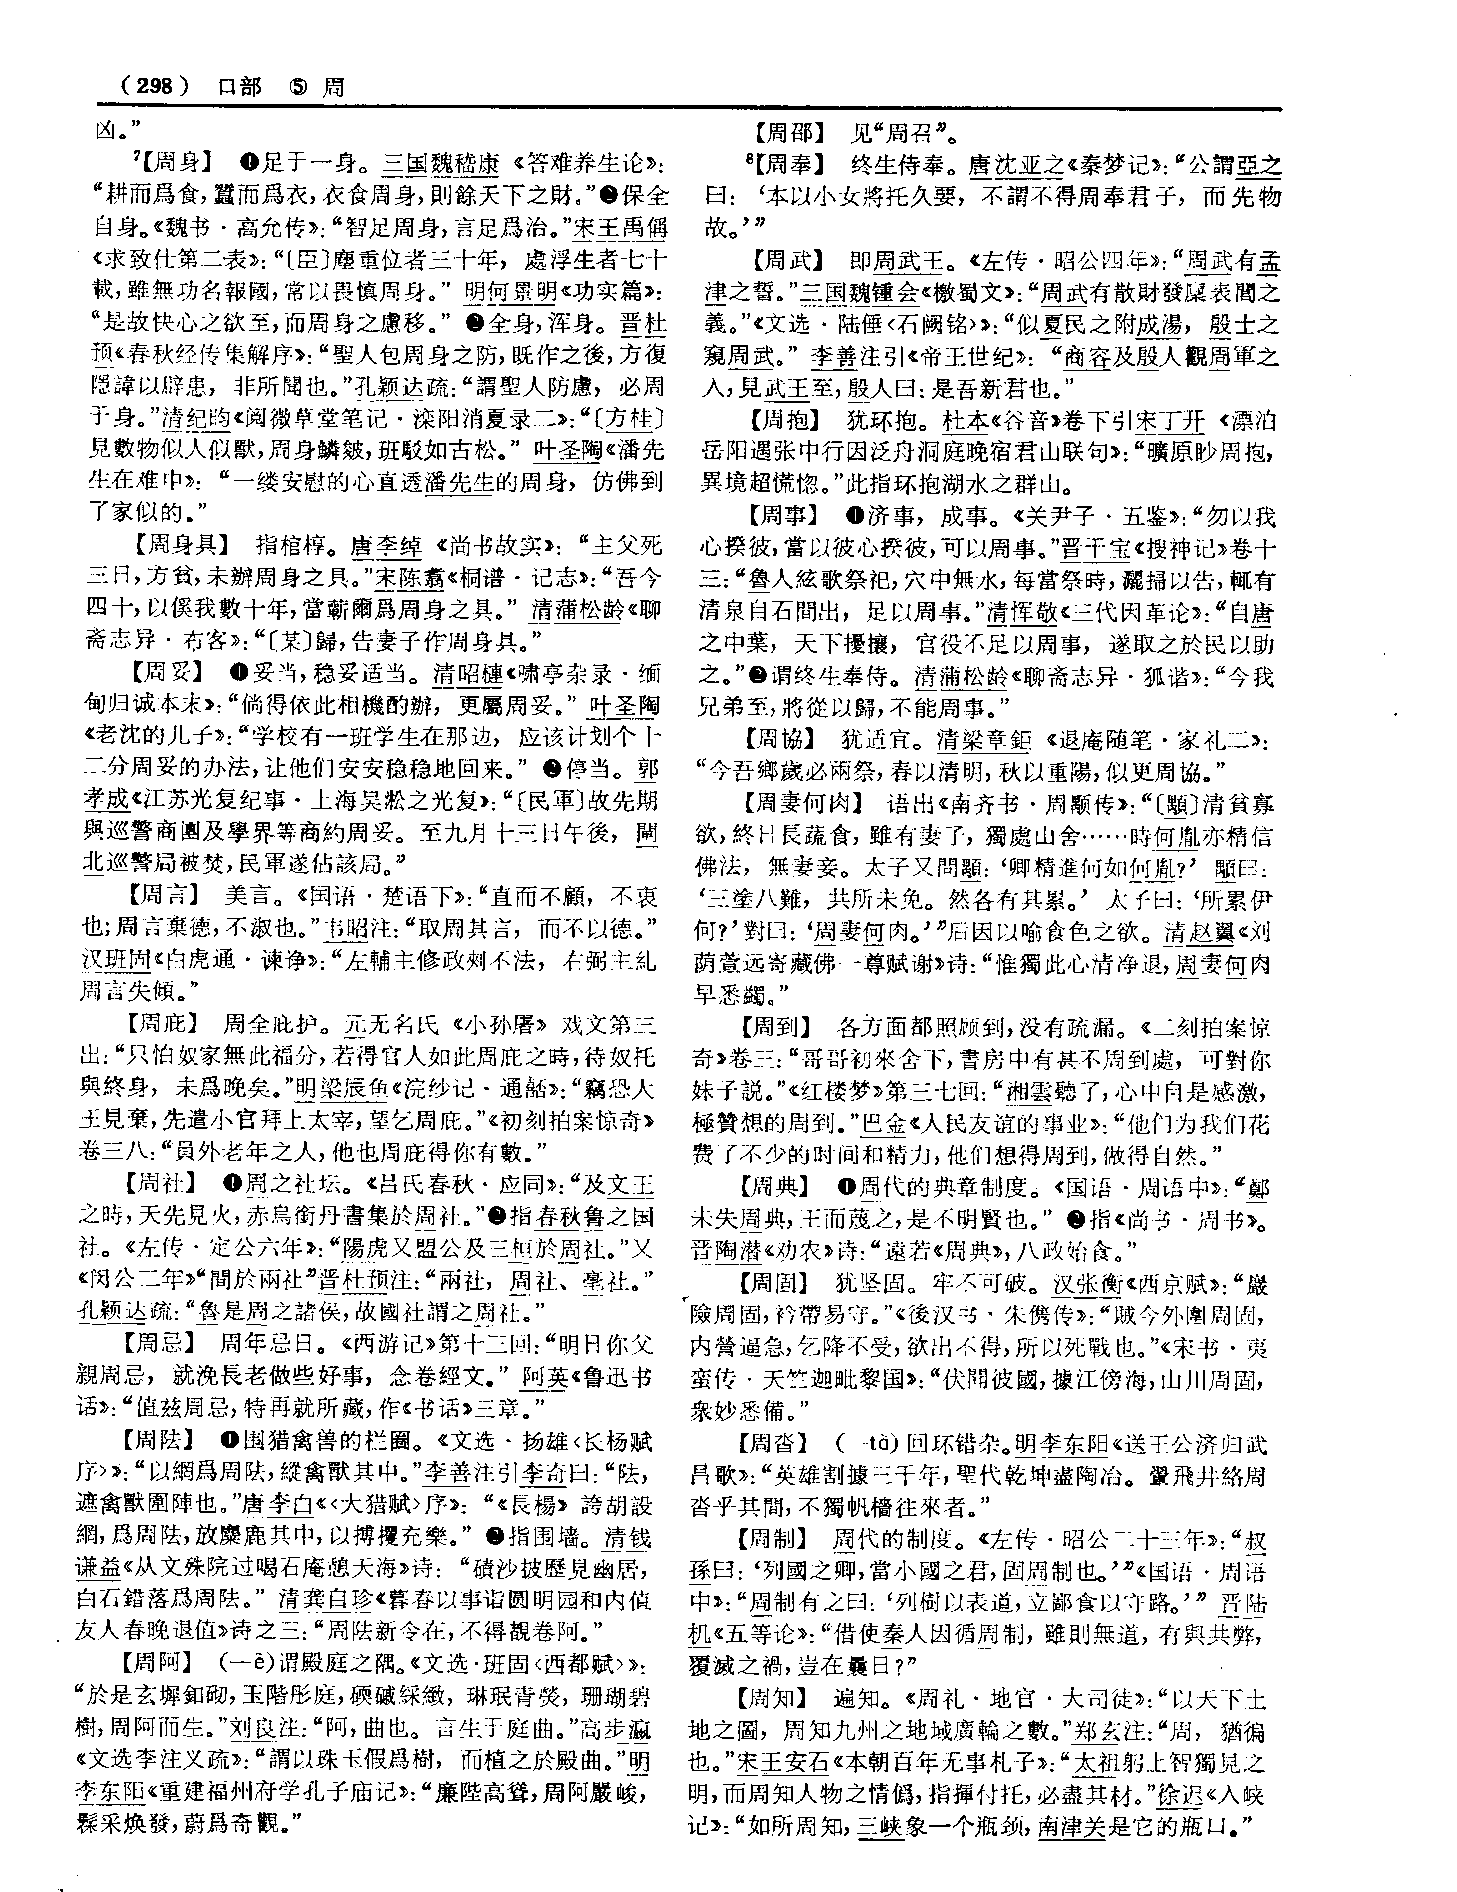 （298） 口部 ⑤ 周
凶。”
⁷【周身】 ❶足于一身。三国魏嵇康《答难养生论》：
“耕而爲食，蠶而爲衣，衣食周身，則餘天下之財。”❷保全
自身。《魏书·高允传》：“智足周身，言足爲治。”宋王禹偁
《求致仕第二表》：“〔臣〕塵重位者三十年，處浮生者七十
載，雖無功名報國，常以畏慎周身。”明何景明《功实篇》：
“是故快心之欲至，而周身之慮移。”❸全身，浑身。晋杜
预《春秋经传集解序》：“聖人包周身之防，既作之後，方復
隱諱以辟患，非所聞也。”孔颖达疏：“謂聖人防慮，必周
于身。”清纪昀《阅微草堂笔记·滦阳消夏录二》：“〔方桂〕
見數物似人似獸，周身鱗皴，班駁如古松。”叶圣陶《潘先
生在难中》：“一缕安慰的心直透潘先生的周身，仿佛到
了家似的。”
【周身具】 指棺椁。唐李绰《尚书故实》：“主父死
三日，方貧，未辦周身之具。”宋陈翥《桐谱·记志》：“吾今
四十，以俟我數十年，當蘄爾爲周身之具。”清蒲松龄《聊
斋志异·布客》：“〔某〕歸，告妻子作周身具。”
【周妥】 ❶妥当，稳妥适当。清昭槤《啸亭杂录·缅
甸归诚本末》：“倘得依此相機酌辦，更屬周妥。”叶圣陶
《老沈的儿子》：“学校有一班学生在那边，应该计划个十
二分周妥的办法，让他们安安稳稳地回来。”❷停当。郭
孝成《江苏光复纪事·上海吴淞之光复》：“〔民軍〕故先期
與巡警商團及學界等商約周妥。至九月十三日午後，閘
北巡警局被焚，民軍遂佔該局。”
【周言】 美言。《国语·楚语下》：“直而不顧，不衷
也；周言棄德，不淑也。”韦昭注：“取周其言，而不以德。”
汉班固《白虎通·谏诤》：“左輔主修政刺不法，右弼主糺
周言失傾。”
【周庇】 周全庇护。元无名氏《小孙屠》戏文第三
出：“只怕奴家無此福分，若得官人如此周庇之時，待奴托
與終身，未爲晚矣。”明梁辰鱼《浣纱记·通嚭》：“竊恐大
王見棄，先遣小官拜上太宰，望乞周庇。”《初刻拍案惊奇》
卷三八：“員外老年之人，他也周庇得你有數。”
【周社】 ❶周之社坛。《吕氏春秋·应同》：“及文王
之時，天先見火，赤烏銜丹書集於周社。”❷指春秋鲁之国
社。《左传·定公六年》：“陽虎又盟公及三桓於周社。”又
《闵公二年》“間於兩社”晋杜预注：“兩社，周社、亳社。”
孔颖达疏：“魯是周之諸侯，故國社謂之周社。”
【周忌】 周年忌日。《西游记》第十三回：“明日你父
親周忌，就浼長老做些好事，念卷經文。”阿英《鲁迅书
话》：“值兹周忌，特再就所藏，作《书话》三章。”
【周阹】 ❶围猎禽兽的栏圈。《文选·扬雄〈长杨赋
序〉》：“以網爲周阹，縱禽獸其中。”李善注引李奇曰：“阹，
遮禽獸圍陣也。”唐李白《〈大猎赋〉序》：“《長楊》誇胡設
網，爲周阹，放麋鹿其中，以搏攫充樂。”❷指围墙。清钱
谦益《从文殊院过喝石庵憩天海》诗：“磧沙披歷見幽居，
白石錯落爲周阹。”清龚自珍《暮春以事诣圆明园和内侦
友人春晚退值》诗之三：“周阹新令在，不得覩卷阿。”
【周阿】 （—ē）谓殿庭之隅。《文选·班固〈西都赋〉》：
“於是玄墀釦砌，玉階彤庭，碝磩綵緻，琳珉青熒，珊瑚碧
樹，周阿而生。”刘良注：“阿，曲也。言生于庭曲。”高步瀛
《文选李注义疏》：“謂以珠玉假爲樹，而植之於殿曲。”明
李东阳《重建福州府学孔子庙记》：“廉陛高聳，周阿嚴峻，
髹采焕發，蔚爲奇觀。”
【周邵】 见“周召”。
⁸【周奉】 终生侍奉。唐沈亚之《秦梦记》：“公謂亞之
曰：‘本以小女將托久要，不謂不得周奉君子，而先物
故。’”
【周武】 即周武王。《左传·昭公四年》：“周武有孟
津之誓。”三国魏锺会《檄蜀文》：“周武有散財發廩表閭之
義。”《文选·陆倕〈石阙铭〉》：“似夏民之附成湯，殷士之
窺周武。”李善注引《帝王世纪》：“商容及殷人觀周軍之
入，見武王至，殷人曰：是吾新君也。”
【周抱】 犹环抱。杜本《谷音》卷下引宋丁开《漂泊
岳阳遇张中行因泛舟洞庭晚宿君山联句》：“曠原眇周抱，
異境超慌惚。”此指环抱湖水之群山。
【周事】 ❶济事，成事。《关尹子·五鉴》：“勿以我
心揆彼，當以彼心揆彼，可以周事。”晋干宝《搜神记》卷十
三：“魯人絃歌祭祀，穴中無水，每當祭時，灑掃以告，輒有
清泉自石間出，足以周事。”清恽敬《三代因革论》：“自唐
之中葉，天下擾攘，官役不足以周事，遂取之於民以助
之。”❷谓终生奉侍。清蒲松龄《聊斋志异·狐谐》：“今我
兄弟至，將從以歸，不能周事。”
【周協】 犹适宜。清梁章鉅《退庵随笔·家礼二》：
“今吾鄉歲必兩祭，春以清明，秋以重陽，似更周協。”
【周妻何肉】 语出《南齐书·周颙传》：“〔顒〕清貧寡
欲，終日長蔬食，雖有妻子，獨處山舍……時何胤亦精信
佛法，無妻妾。太子又問顒：‘卿精進何如何胤？’顒曰：
‘三塗八難，共所未免。然各有其累。’太子曰：‘所累伊
何？’對曰：‘周妻何肉。’”后因以喻食色之欲。清赵翼《刘
荫萱远寄藏佛一尊赋谢》诗：“惟獨此心清净退，周妻何肉
早悉蠲。”
【周到】 各方面都照顾到，没有疏漏。《二刻拍案惊
奇》卷三：“哥哥初來舍下，書房中有甚不周到處，可對你
妹子説。”《红楼梦》第三七回：“湘雲聽了，心中自是感激，
極贊想的周到。”巴金《人民友谊的事业》：“他们为我们花
费了不少的时间和精力，他们想得周到，做得自然。”
【周典】 ❶周代的典章制度。《国语·周语中》：“鄭
未失周典，王而蔑之，是不明賢也。”❷指《尚书·周书》。
晋陶潜《劝农》诗：“遠若《周典》，八政始食。”
【周固】 犹坚固。牢不可破。汉张衡《西京赋》：“巖
險周固，衿帶易守。”《後汉书·朱儁传》：“賊今外圍周固，
内營逼急，乞降不受，欲出不得，所以死戰也。”《宋书·夷
蛮传·天竺迦毗黎国》：“伏聞彼國，據江傍海，山川周固，
衆妙悉備。”
【周沓】 （—tà）回环错杂。明李东阳《送王公济归武
昌歌》：“英雄割據三千年，聖代乾坤盡陶冶。翬飛井絡周
沓乎其間，不獨帆檣往來者。”
【周制】 周代的制度。《左传·昭公二十三年》：“叔
孫曰：‘列國之卿，當小國之君，固周制也。’”《国语·周语
中》：“周制有之曰：‘列樹以表道，立鄙食以守路。’”晋陆
机《五等论》：“借使秦人因循周制，雖則無道，有與共弊，
覆滅之禍，豈在曩日？”
【周知】 遍知。《周礼·地官·大司徒》：“以天下土
地之圖，周知九州之地域廣輪之數。”郑玄注：“周，猶徧
也。”宋王安石《本朝百年无事札子》：“太祖躬上智獨見之
明，而周知人物之情僞，指揮付托，必盡其材。”徐迟《入峡
记》：“如所周知，三峡象一个瓶颈，南津关是它的瓶口。”